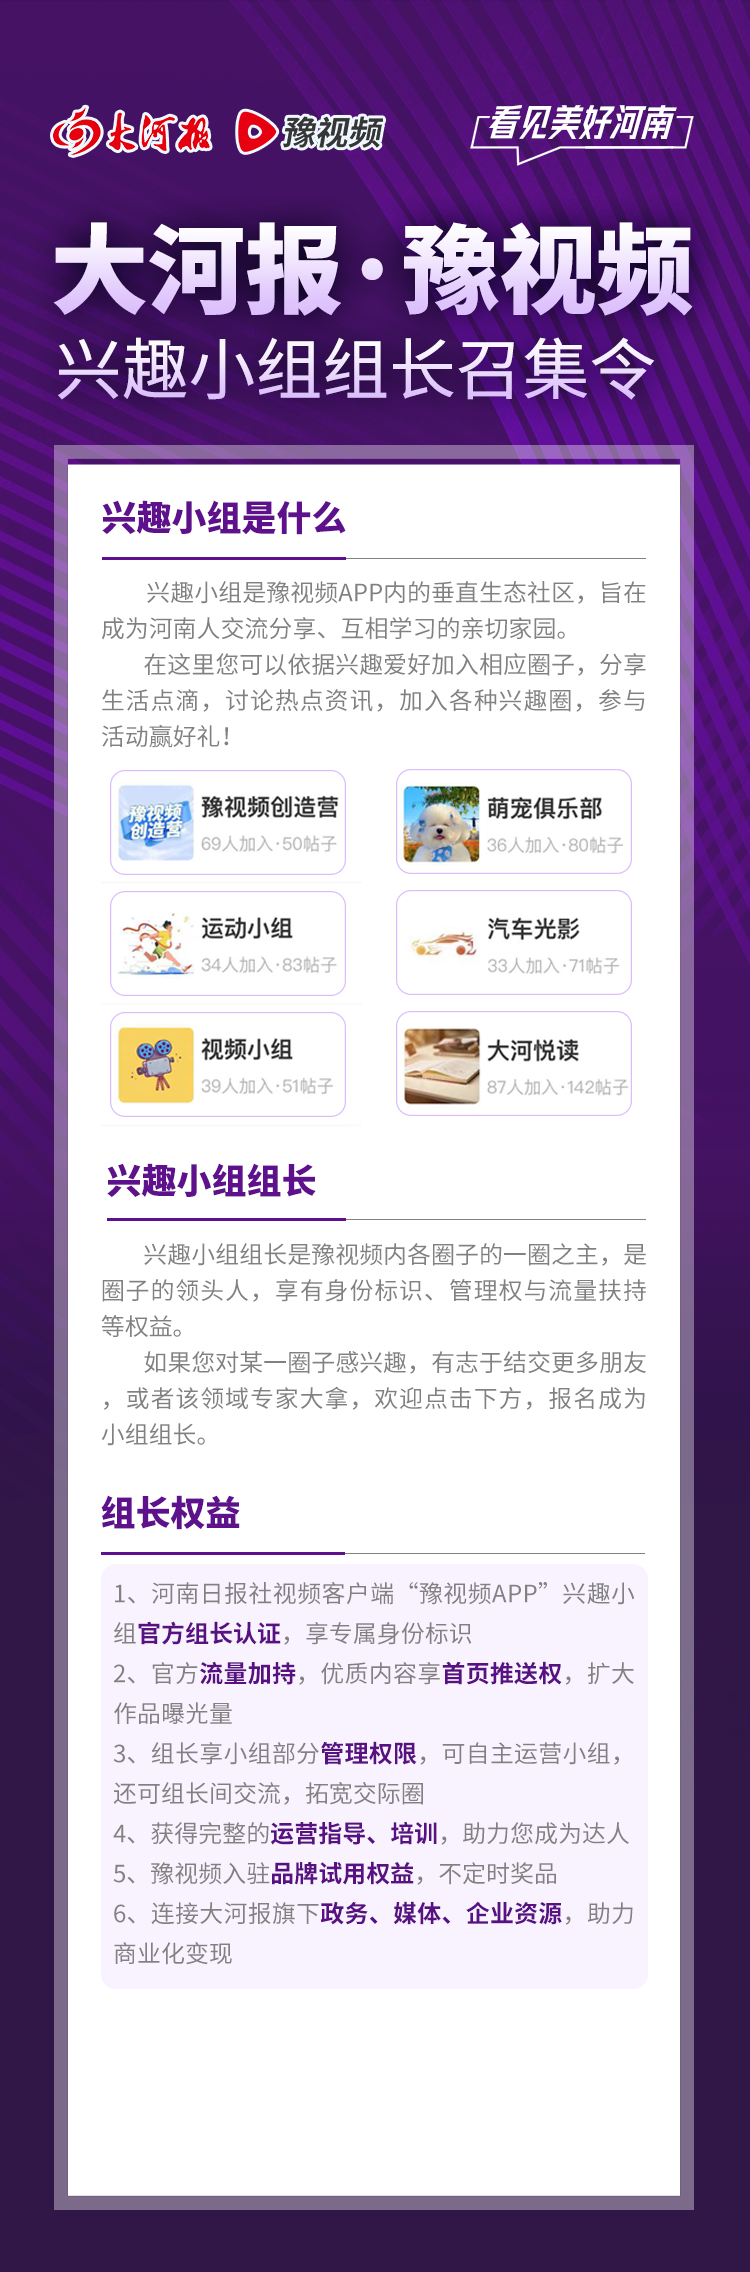 大河报 豫视频 看见美好河南
大河报·豫视频
兴趣小组组长召集令
兴趣小组是什么
兴趣小组是豫视频APP内的垂直生态社区，旨在
成为河南人交流分享、互相学习的亲切家园。
在这里您可以依据兴趣爱好加入相应圈子，分享
生活点滴，讨论热点资讯，加入各种兴趣圈，参与
活动赢好礼！
豫视频创造营
豫视频创造营
69人加入·50帖子
萌宠俱乐部
36人加入·80帖子
运动小组
34人加入·83帖子
汽车光影
33人加入·71帖子
视频小组
39人加入·51帖子
大河悦读
87人加入·142帖子
兴趣小组组长
兴趣小组组长是豫视频内各圈子的一圈之主，是
圈子的领头人，享有身份标识、管理权与流量扶持
等权益。
如果您对某一圈子感兴趣，有志于结交更多朋友
，或者该领域专家大拿，欢迎点击下方，报名成为
小组组长。
组长权益
1、河南日报社视频客户端“豫视频APP”兴趣小
组官方组长认证，享专属身份标识
2、官方流量加持，优质内容享首页推送权，扩大
作品曝光量
3、组长享小组部分管理权限，可自主运营小组，
还可组长间交流，拓宽交际圈
4、获得完整的运营指导、培训，助力您成为达人
5、豫视频入驻品牌试用权益，不定时奖品
6、连接大河报旗下政务、媒体、企业资源，助力
商业化变现